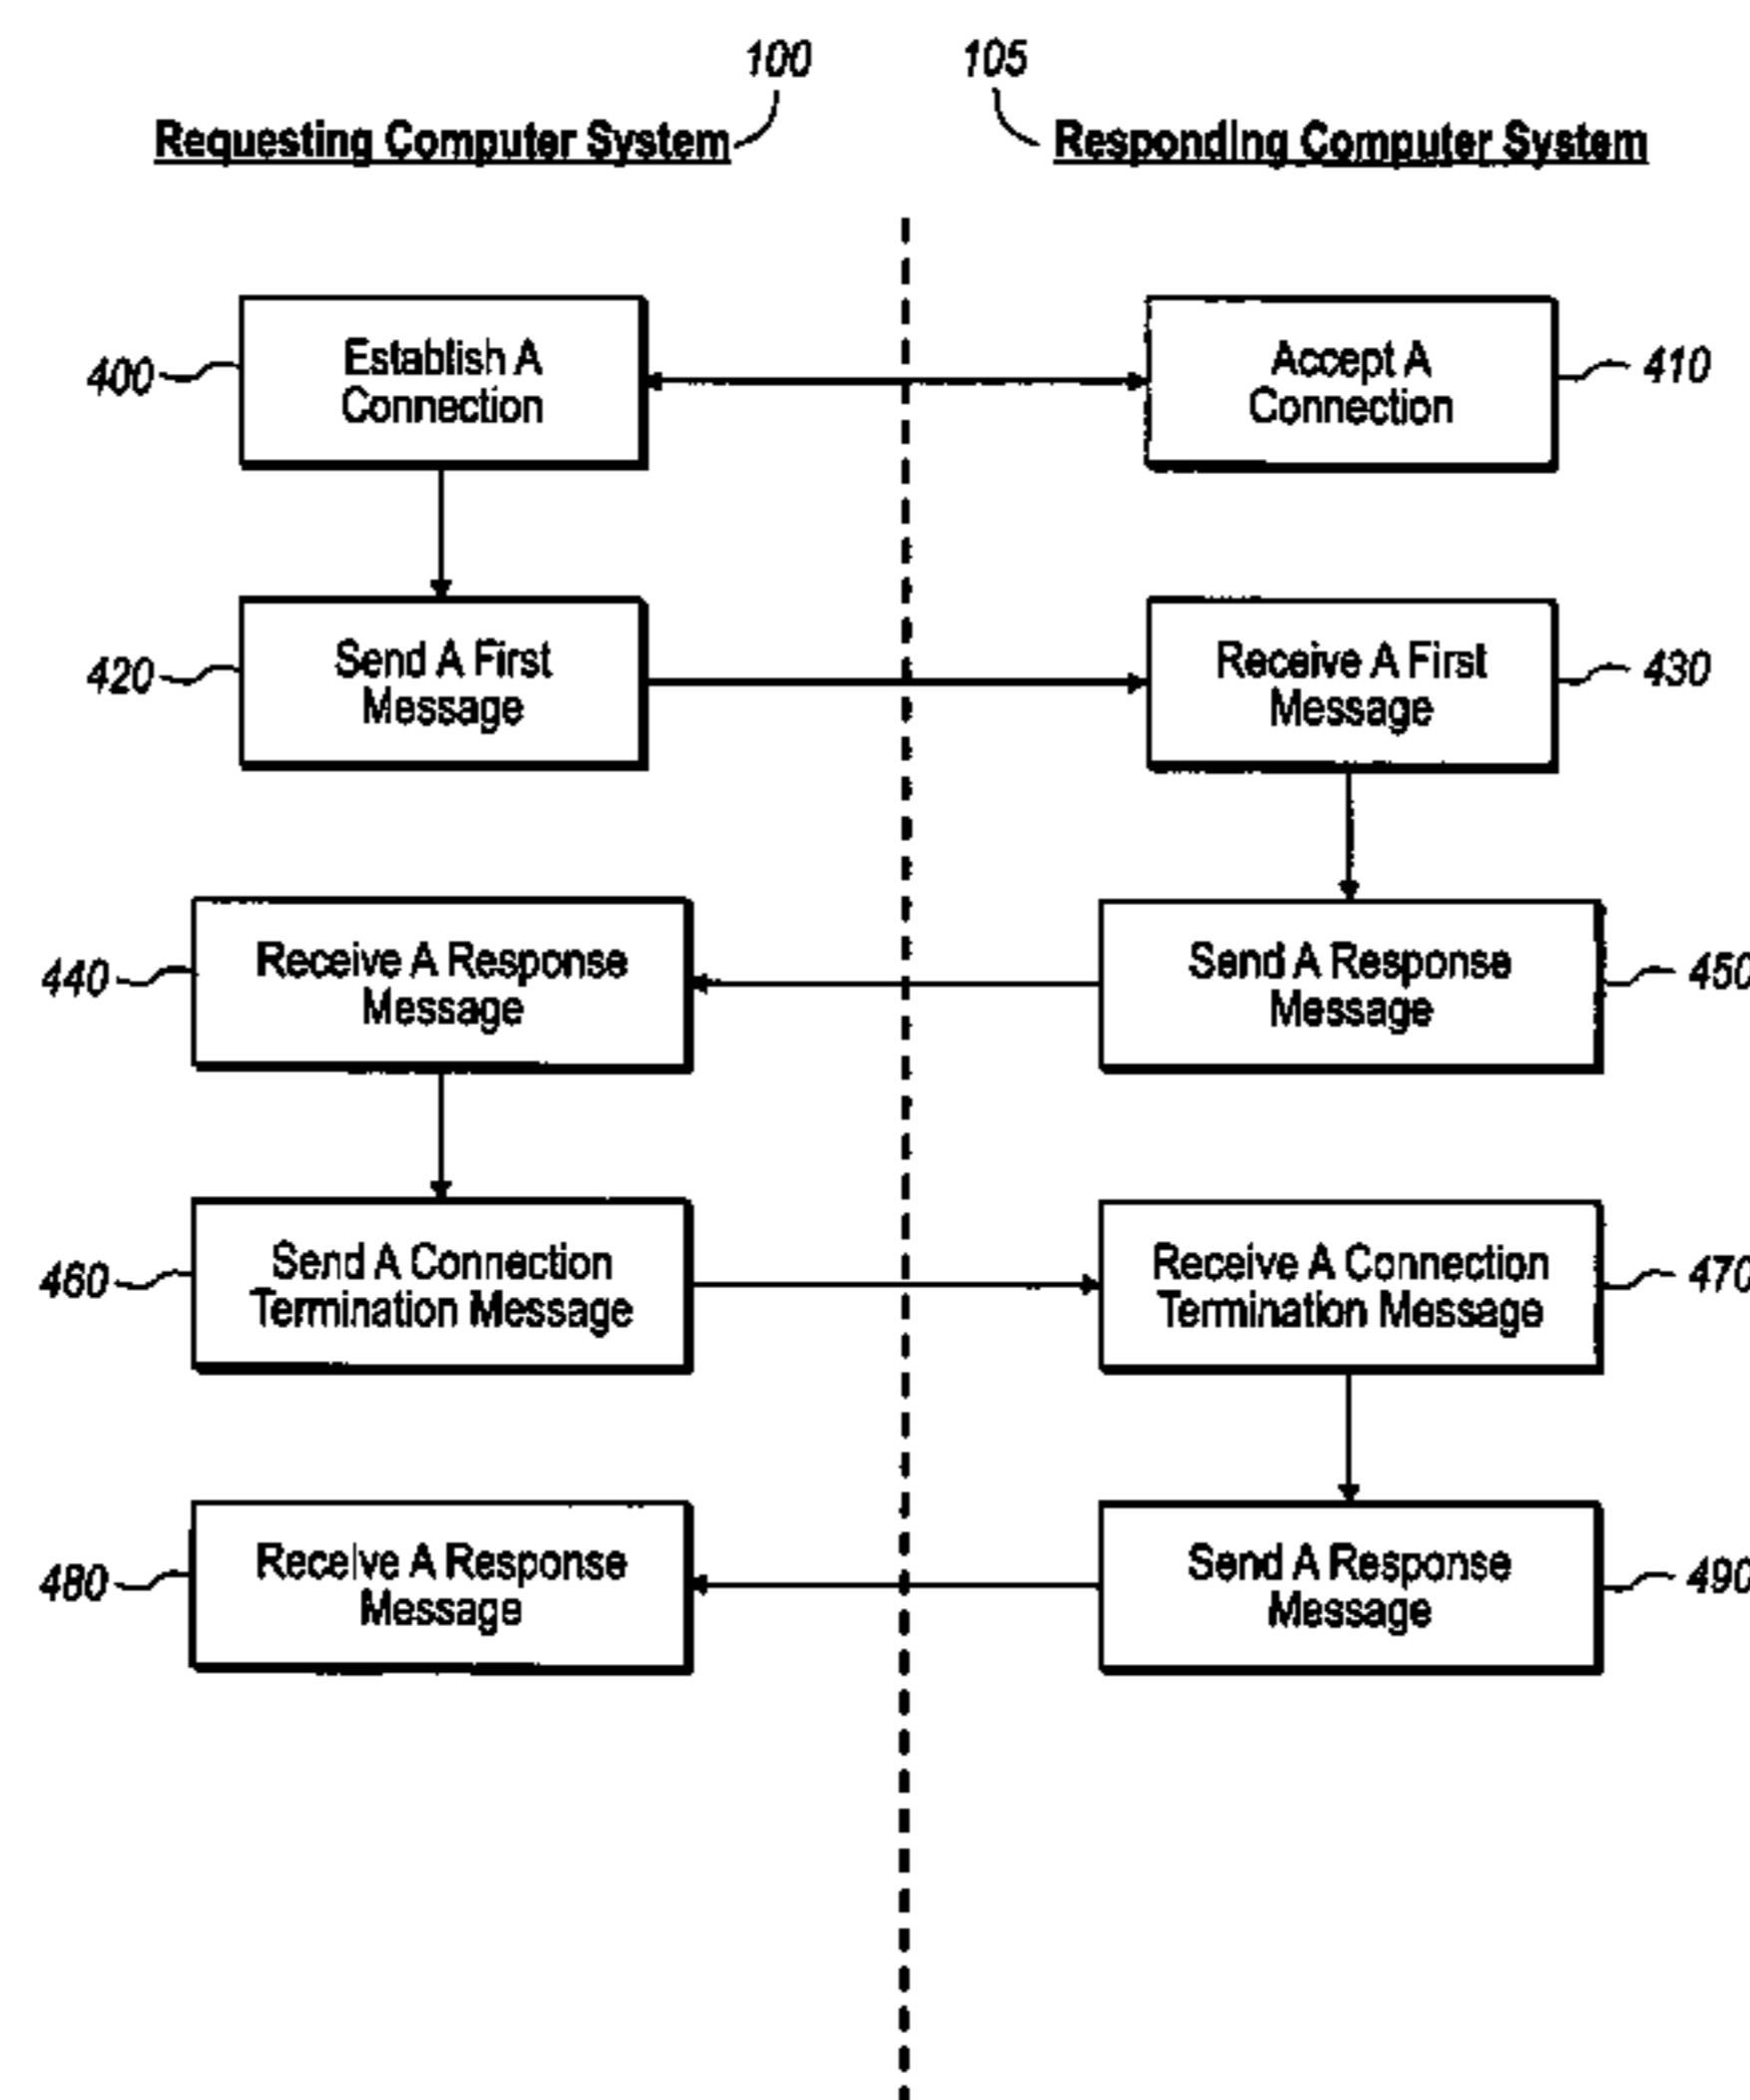 100
105
Requesting Computer System
Responding Computer System
400
Establish A
Connection
Accept A
Connection
410
420
Send A First
Message
Receive A First
Message
430
440
Receive A Response
Message
Send A Response
Message
450
460
Send A Connection
Termination Message
Receive A Connection
Termination Message
470
480
Receive A Response
Message
Send A Response
Message
490